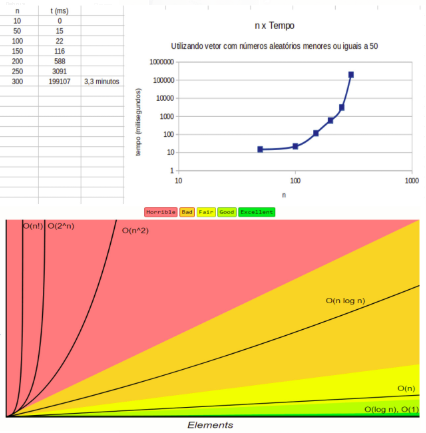 n t (ms)
10 0
50 15
100 22
150 116
200 588
250 3091
300 199107 3,3 minutos
n x Tempo
Utilizando vetor com números aleatórios menores ou iguais a 50
1000000
100000
10000
1000
100
10
1
10 100 1000
tempo (milisegundos)
n
Horrible Bad Fair Good Excellent
O(n!) O(2^n) O(n^2)
O(n log n)
O(n)
O(log n), O(1)
Elements